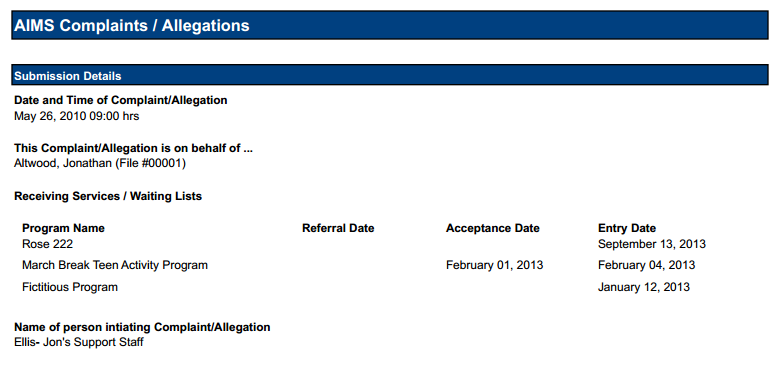 AIMS Complaints / Allegations
Submission Details
Date and Time of Complaint/Allegation
May 26, 2010 09:00 hrs
This Complaint/Allegation is on behalf of ...
Altwood, Jonathan (File #00001)
Receiving Services / Waiting Lists
Program Name Referral Date Acceptance Date Entry Date
Rose 222 September 13, 2013
March Break Teen Activity Program February 01, 2013 February 04, 2013
Fictitious Program January 12, 2013
Name of person intiating Complaint/Allegation
Ellis- Jon's Support Staff